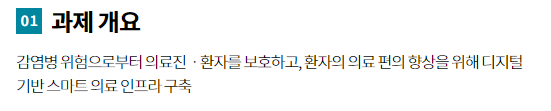 01 과제 개요
감염병 위험으로부터 의료진 · 환자를 보호하고, 환자의 의료 편의 향상을 위해 디지털
기반 스마트 의료 인프라 구축